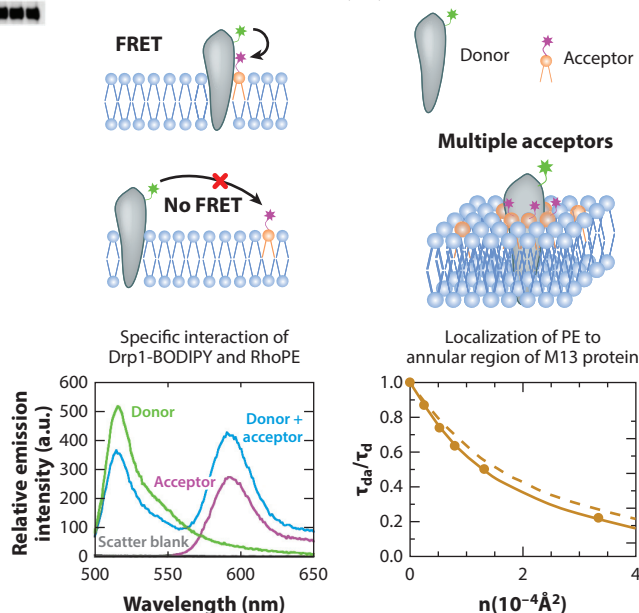 FRET
Donor
Acceptor
Multiple acceptors
No FRET
Specific interaction of
Drp1-BODIPY and RhoPE
Relative emission
intensity (a.u.)
600
500
400
300
200
100
0
Donor
Donor +
acceptor
Acceptor
Scatter blank
500
550
600
650
Wavelength (nm)
Localization of PE to
annular region of M13 protein
τda/τd
1.0
0.8
0.6
0.4
0.2
0.0
0
1
2
3
4
n(10⁻⁴Å²)